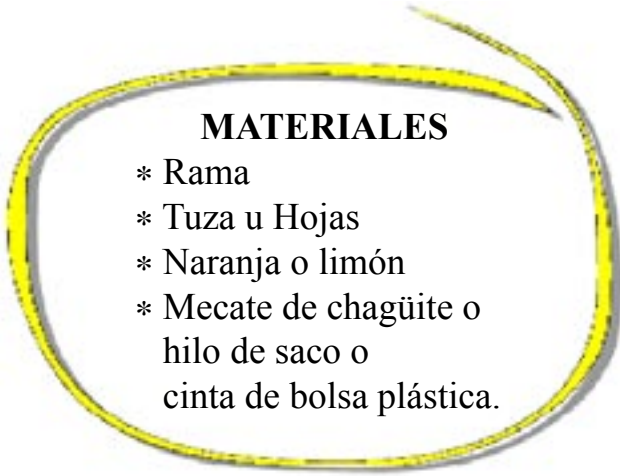 MATERIALES
* Rama
* Tuza u Hojas
* Naranja o limón
* Mecate de chagüite o
hilo de saco o
cinta de bolsa plástica.